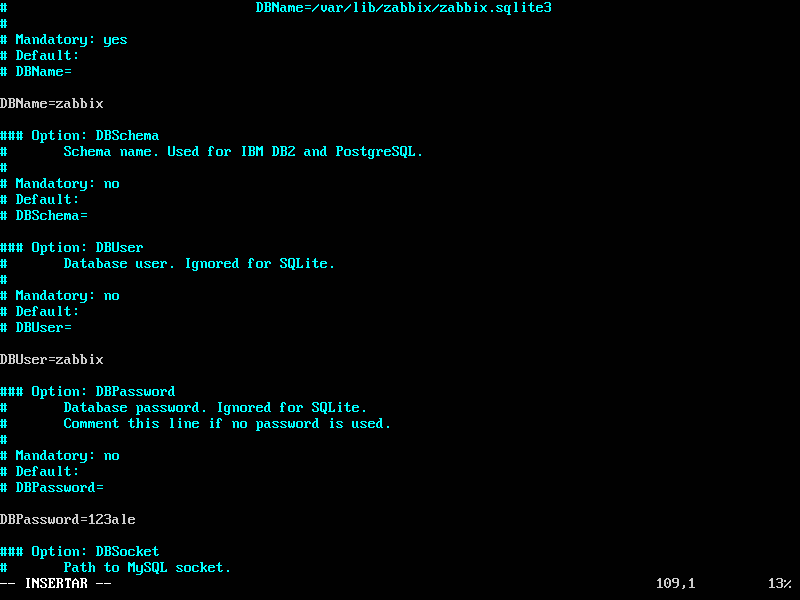 #                               DBName=/var/lib/zabbix/zabbix.sqlite3
#
# Mandatory: yes
# Default:
# DBName=

DBName=zabbix

### Option: DBSchema
#       Schema name. Used for IBM DB2 and PostgreSQL.
#
# Mandatory: no
# Default:
# DBSchema=

### Option: DBUser
#       Database user. Ignored for SQLite.
#
# Mandatory: no
# Default:
# DBUser=

DBUser=zabbix

### Option: DBPassword
#       Database password. Ignored for SQLite.
#       Comment this line if no password is used.
#
# Mandatory: no
# Default:
# DBPassword=

DBPassword=123ale

### Option: DBSocket
#       Path to MySQL socket.
-- INSERTAR --                                                                    109,1         13%